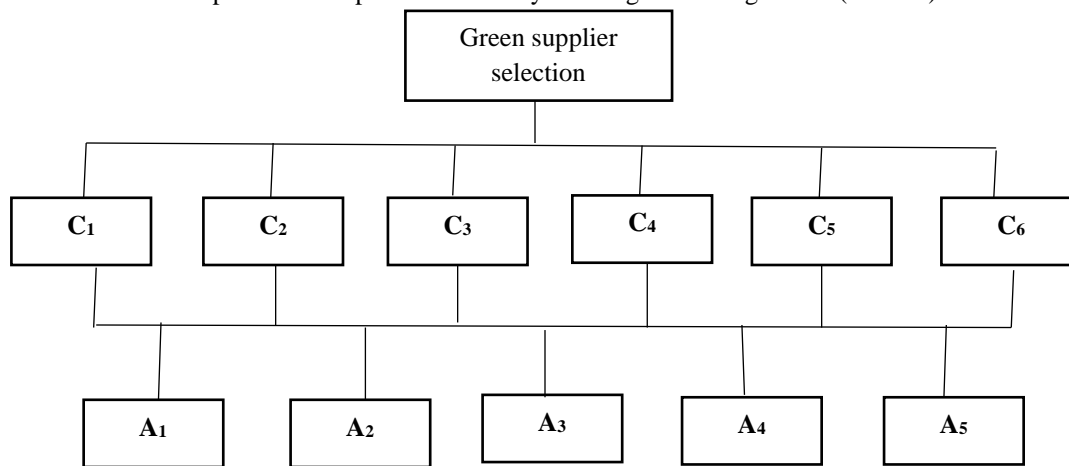 Green supplier
selection
C₁ C₂ C₃ C₄ C₅ C₆
A₁ A₂ A₃ A₄ A₅